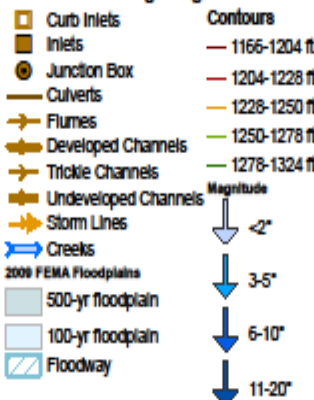 Curb Inlets
Inlets
Junction Box
Culverts
Flumes
Developed Channels
Trickle Channels
Undeveloped Channels
Storm Lines
Creeks
2009 FEMA Floodplains
500-yr floodplain
100-yr floodplain
Floodway
Contours
1166-1204 ft
1204-1228 ft
1228-1250 ft
1250-1278 ft
1278-1324 ft
Magnitude
<2"
3-5"
6-10"
11-20"